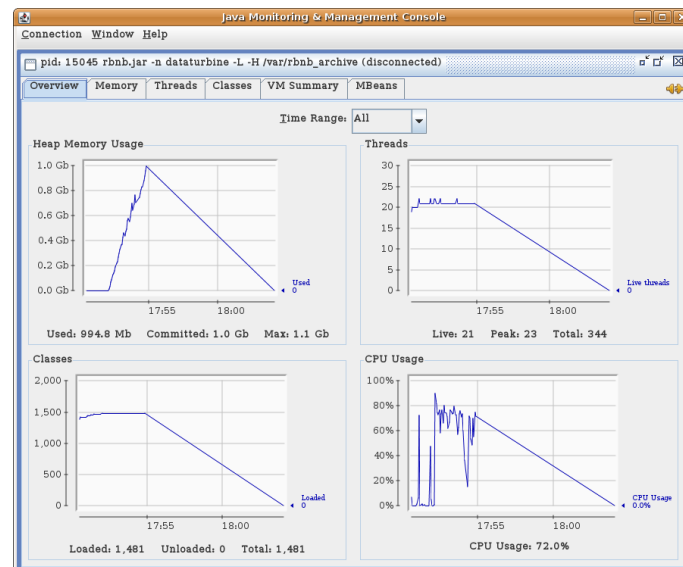 Java Monitoring & Management Console
Connection Window Help
pid: 15045 rbnb.jar -n dataturbine -L -H /var/rbnb_archive (disconnected)
Overview Memory Threads Classes VM Summary MBeans
Time Range: All
Heap Memory Usage
1.0 Gb
0.8 Gb
0.6 Gb
0.4 Gb
0.2 Gb
0.0 Gb
Used
0
17:55 18:00
Used: 994.8 Mb Committed: 1.0 Gb Max: 1.1 Gb
Threads
30
25
20
15
10
5
0
Live threads
0
17:55 18:00
Live: 21 Peak: 23 Total: 344
Classes
2,000
1,500
1,000
500
0
Loaded
0
17:55 18:00
Loaded: 1,481 Unloaded: 0 Total: 1,481
CPU Usage
100%
80%
60%
40%
20%
0%
CPU Usage
0.0%
17:55 18:00
CPU Usage: 72.0%